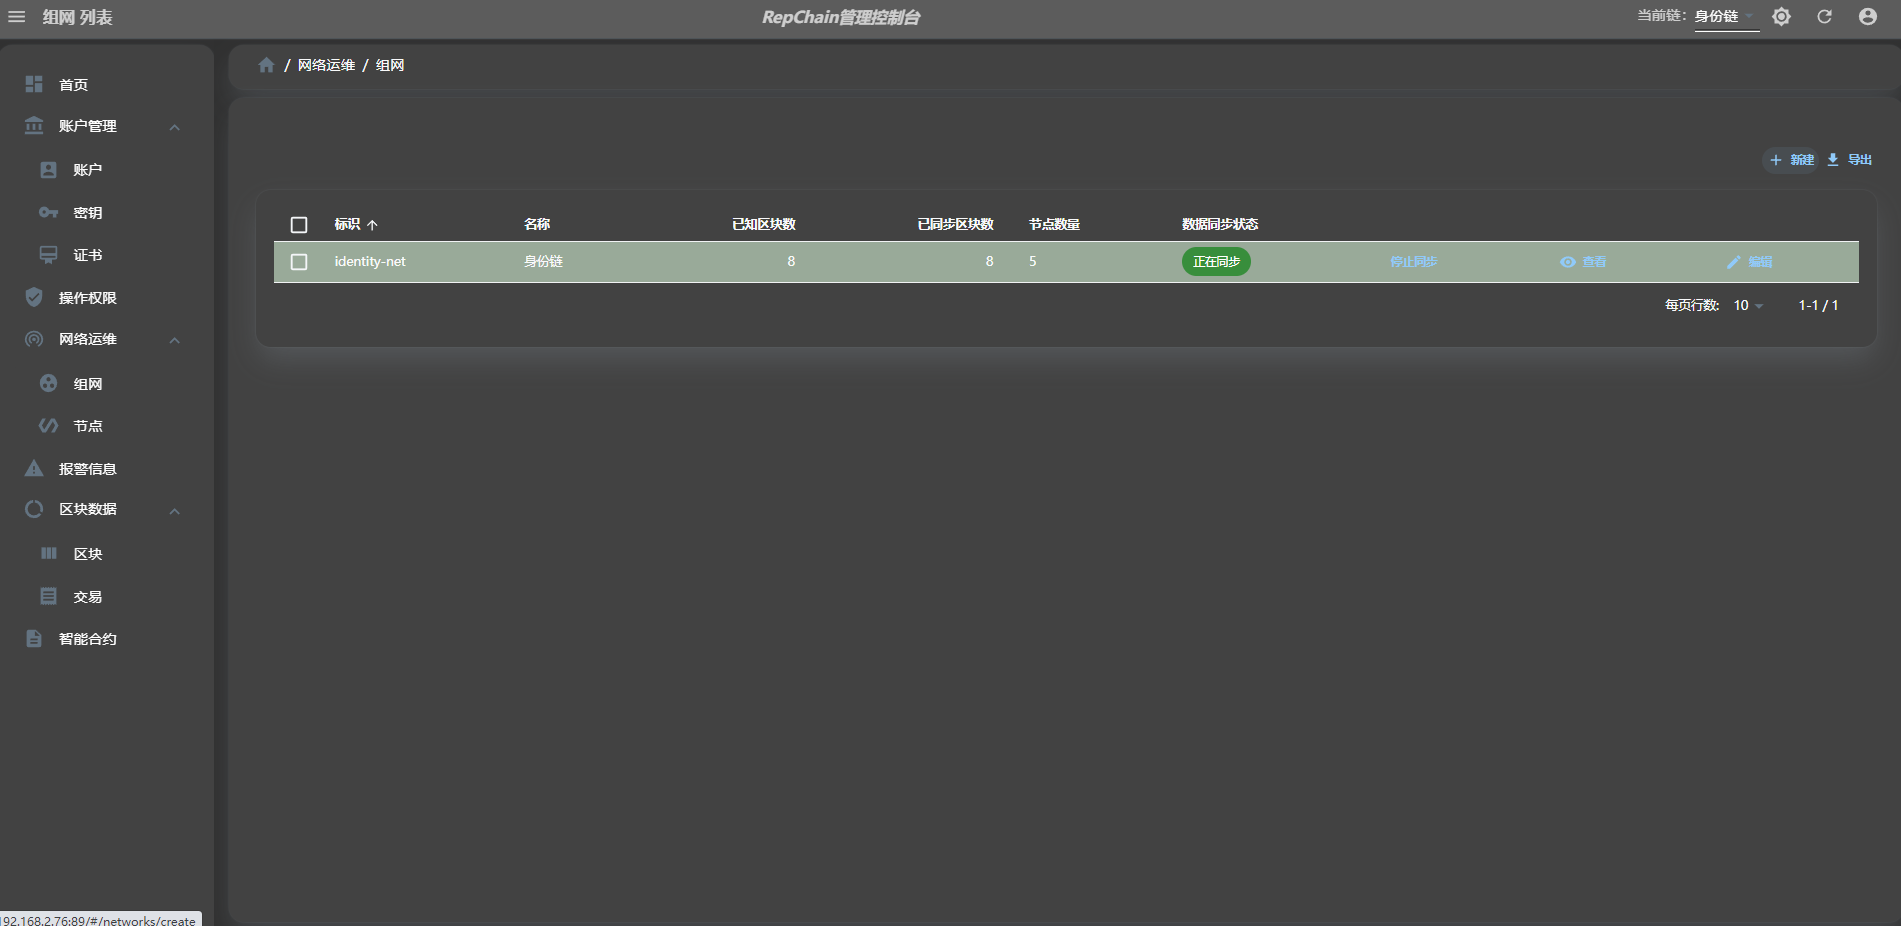 组网 列表
RepChain管理控制台
当前链: 身份链
首页
账户管理
账户
密钥
证书
操作权限
网络运维
组网
节点
报警信息
区块数据
区块
交易
智能合约
/ 网络运维 / 组网
新建 导出
标识 名称 已知区块数 已同步区块数 节点数量 数据同步状态
identity-net 身份链 8 8 5 正在同步 停止同步 查看 编辑
每页行数: 10 1-1 / 1
192.168.2.76:89/#/networks/create